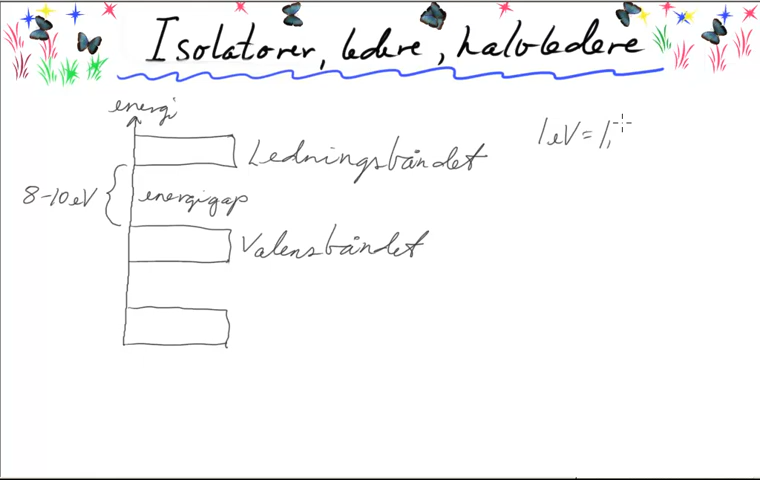 Isolatorer, ledere, halvledere
energi
Ledningsbåndet
1eV = 1,
8-10eV
energigap
Valensbåndet